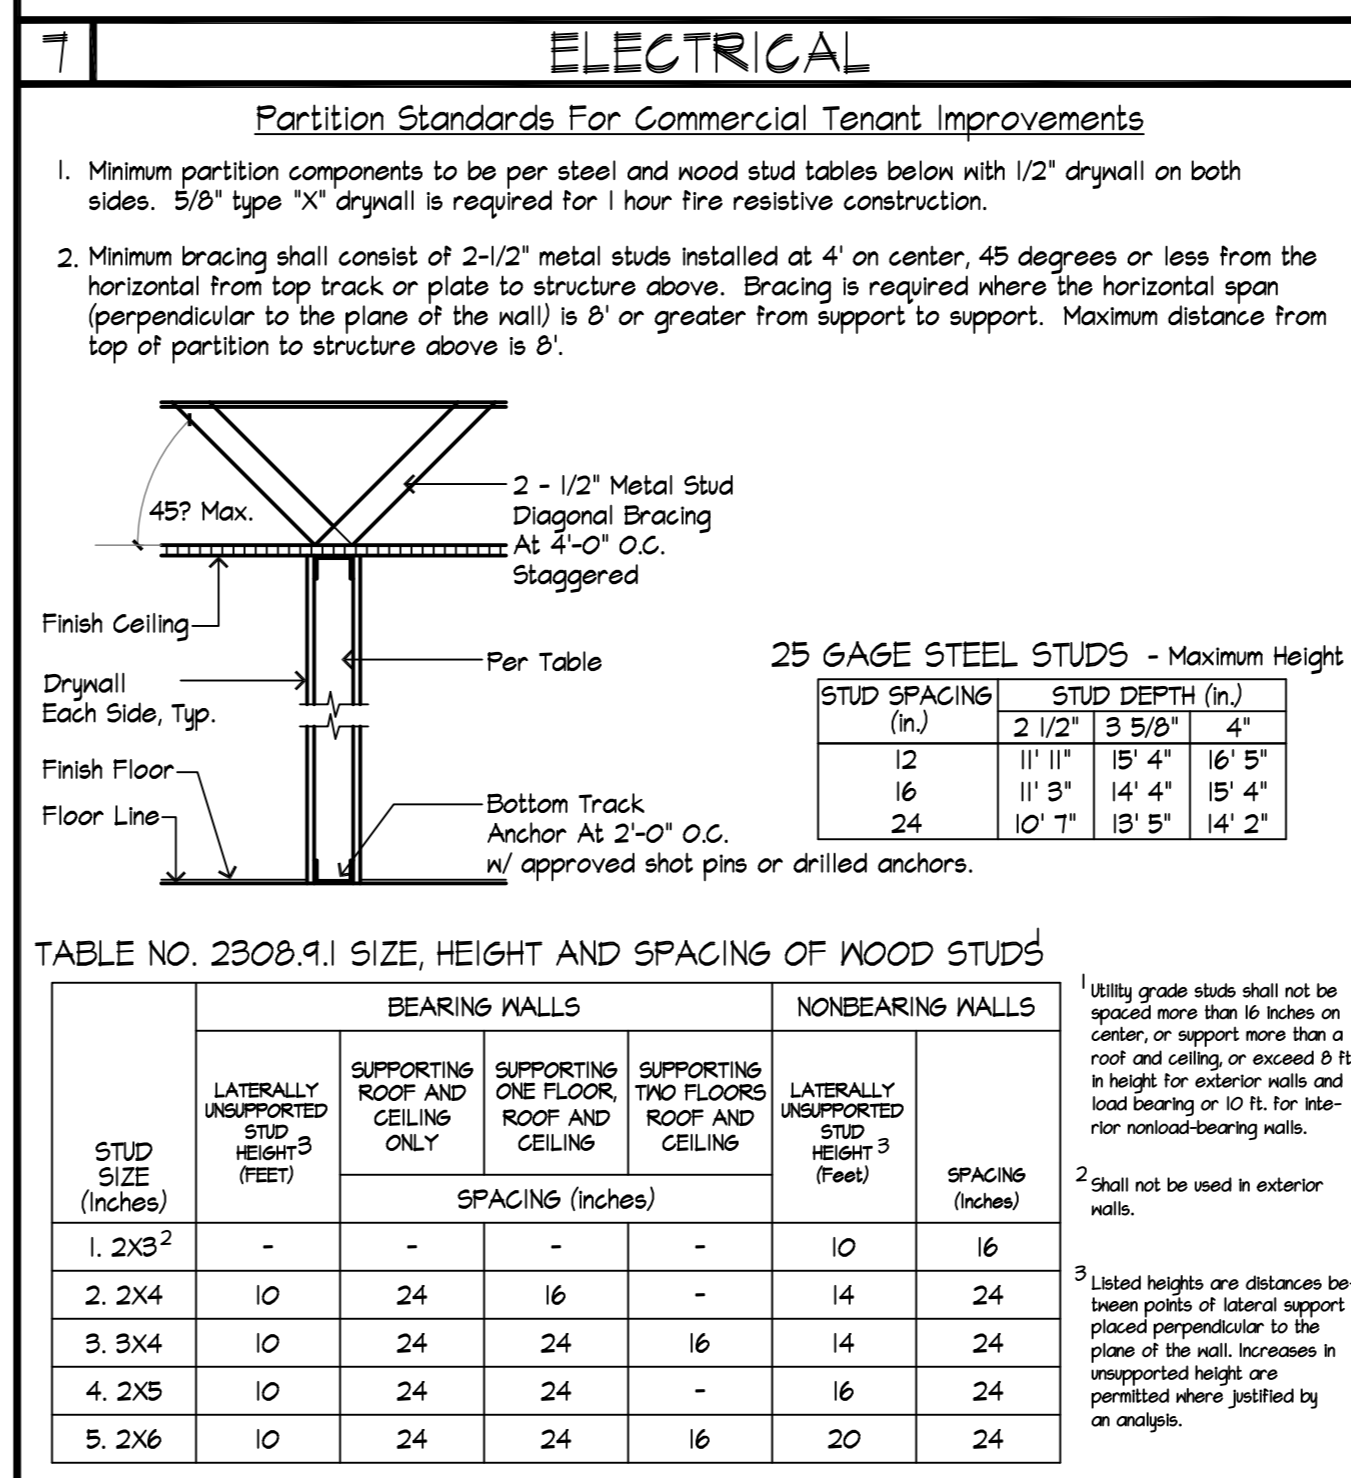 7
ELECTRICAL
Partition Standards For Commercial Tenant Improvements
1. Minimum partition components to be per steel and wood stud tables below with 1/2" drywall on both
sides. 5/8" type "X" drywall is required for 1 hour fire resistive construction.
2. Minimum bracing shall consist of 2-1/2" metal studs installed at 4' on center, 45 degrees or less from the
horizontal from top track or plate to structure above. Bracing is required where the horizontal span
(perpendicular to the plane of the wall) is 8' or greater from support to support. Maximum distance from
top of partition to structure above is 8'.
45? Max.
2 - 1/2" Metal Stud
Diagonal Bracing
At 4'-0" O.C.
Staggered
Finish Ceiling
Per Table
Drywall
Each Side, Typ.
Finish Floor
Floor Line
Bottom Track
Anchor At 2'-0" O.C.
w/ approved shot pins or drilled anchors.
25 GAGE STEEL STUDS - Maximum Height
STUD SPACING STUD DEPTH (in.)
(in.) 2 1/2" 3 5/8" 4"
12 11' 11" 15' 4" 16' 5"
16 11' 3" 14' 4" 15' 4"
24 10' 7" 13' 5" 14' 2"
TABLE NO. 2308.9.1 SIZE, HEIGHT AND SPACING OF WOOD STUDS1
BEARING WALLS NONBEARING WALLS
STUD
SIZE
(Inches)
LATERALLY
UNSUPPORTED
STUD
HEIGHT3
(FEET)
SUPPORTING
ROOF AND
CEILING
ONLY
SUPPORTING
ONE FLOOR,
ROOF AND
CEILING
SUPPORTING
TWO FLOORS
ROOF AND
CEILING
SPACING (inches)
LATERALLY
UNSUPPORTED
STUD
HEIGHT 3
(Feet)
SPACING
(Inches)
1. 2X3² - - - - 10 16
2. 2X4 10 24 16 - 14 24
3. 3X4 10 24 24 16 14 24
4. 2X5 10 24 24 - 16 24
5. 2X6 10 24 24 16 20 24
1 Utility grade studs shall not be
spaced more than 16 inches on
center, or support more than a
roof and ceiling, or exceed 8 ft
in height for exterior walls and
load bearing or 10 ft. for inte-
rior nonload-bearing walls.
2 Shall not be used in exterior
walls.
3 Listed heights are distances be-
tween points of lateral support
placed perpendicular to the
plane of the wall. Increases in
unsupported height are
permitted where justified by
an analysis.